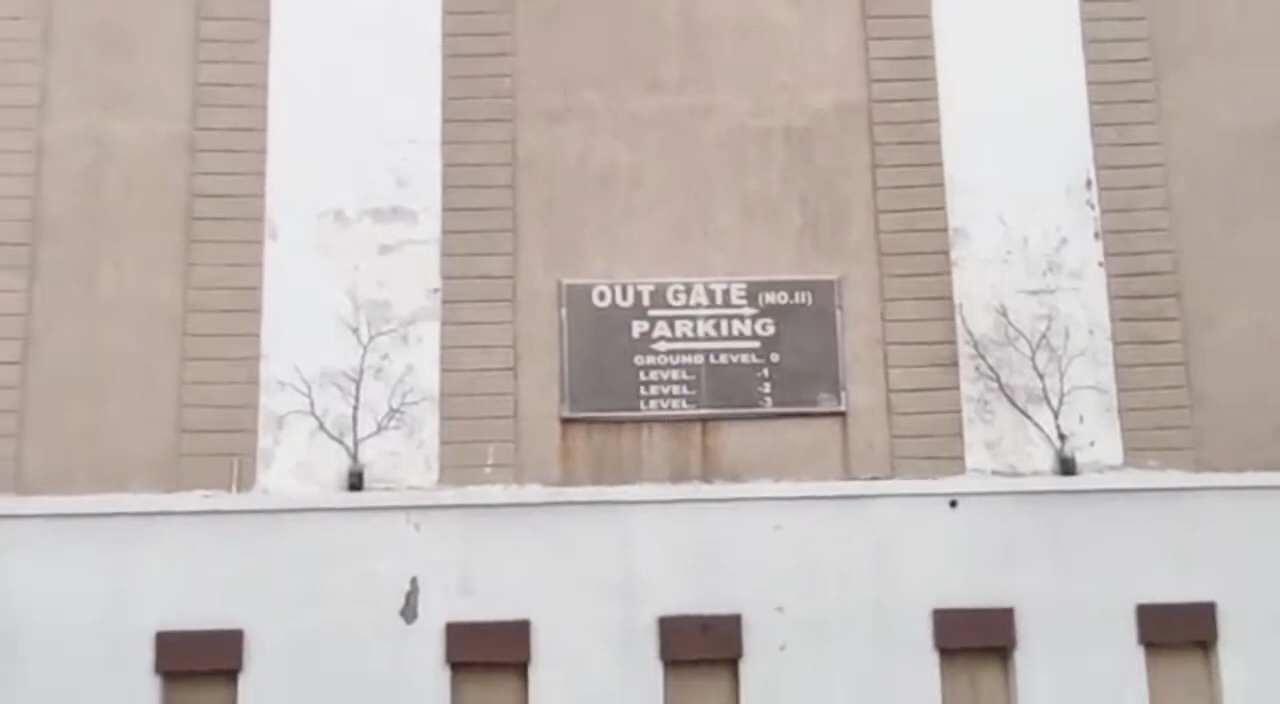 OUT GATE (NO.II)
PARKING
GROUND LEVEL. 0
LEVEL. -1
LEVEL. -2
LEVEL. -3